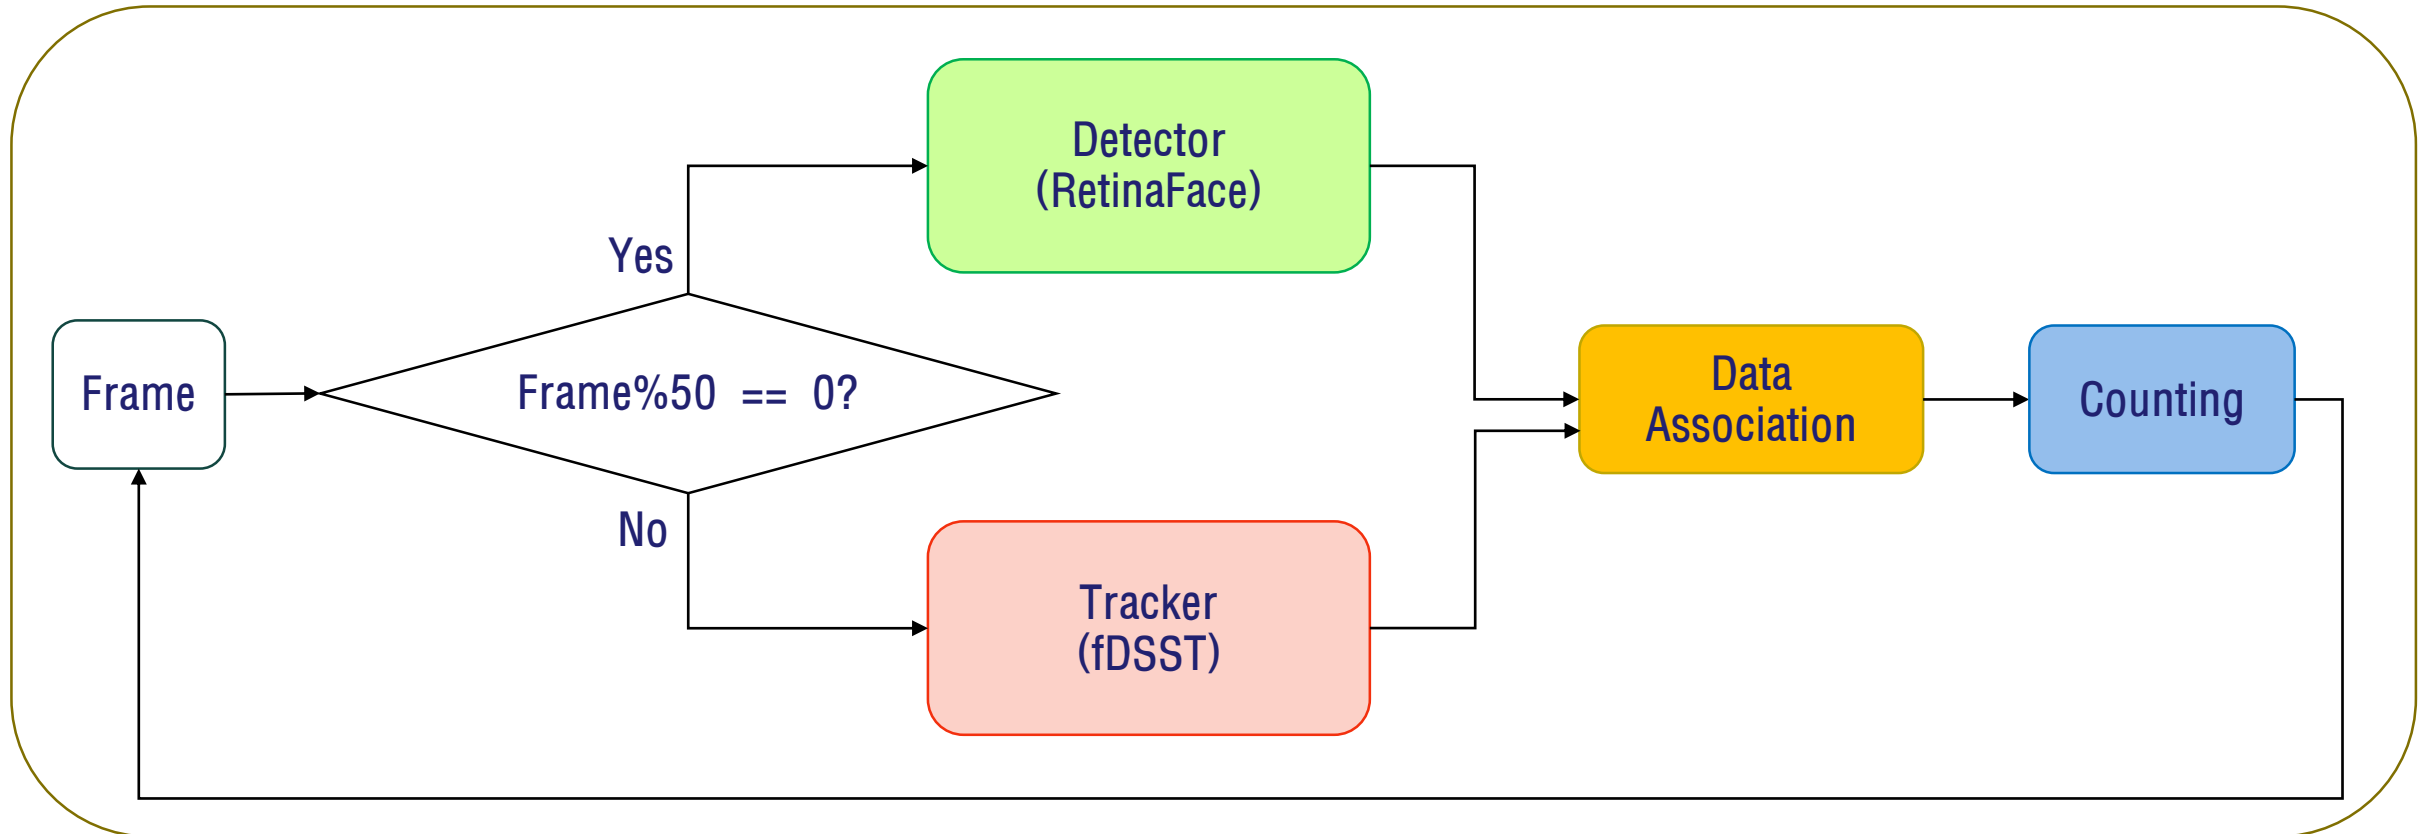 Detector
(RetinaFace)
Yes
Frame
Frame%50 == 0?
Data
Association
Counting
No
Tracker
(fDSST)